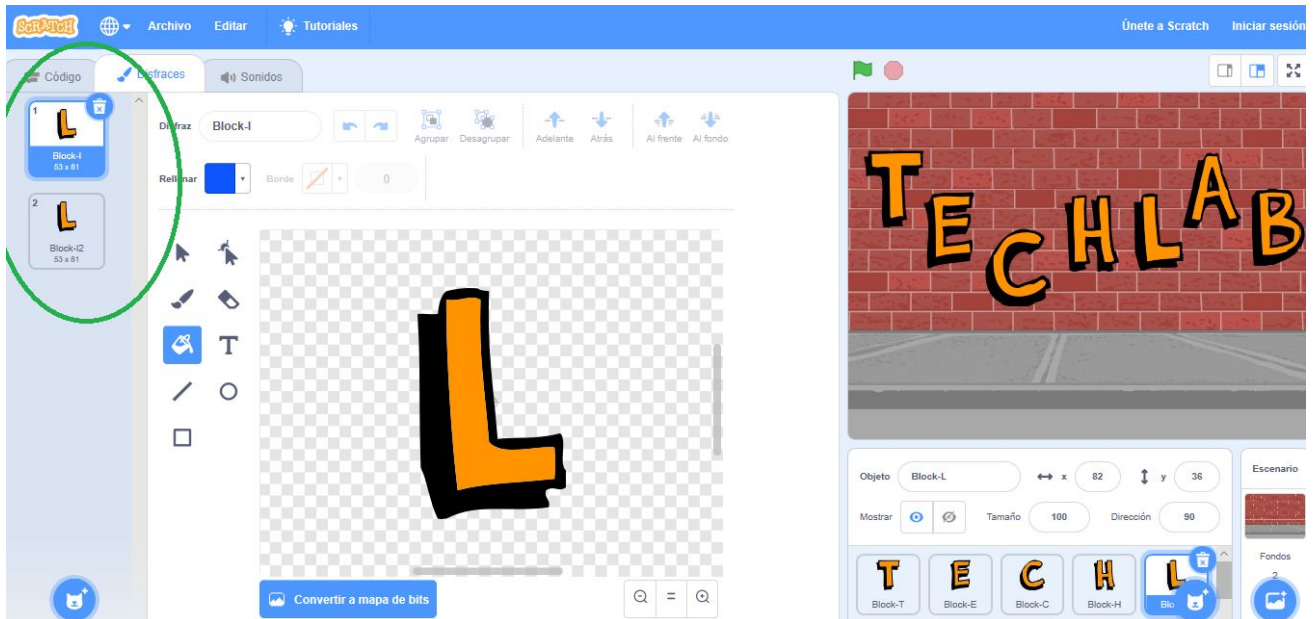 SCRATCH Archivo Editar Tutoriales Únete a Scratch Iniciar sesión
Código Disfraces Sonidos
1
L
Block-l
53 x 81
2
L
Block-l2
53 x 81
Disfraz Block-l Agrupar Desagrupar Adelante Atrás Al frente Al fondo
Rellenar Borde 0
T
L
Convertir a mapa de bits
=
TECHLAB
Objeto Block-L x 82 y 36
Mostrar Tamaño 100 Dirección 90
T E C H L
Block-T Block-E Block-C Block-H Blo
Escenario
Fondos
2